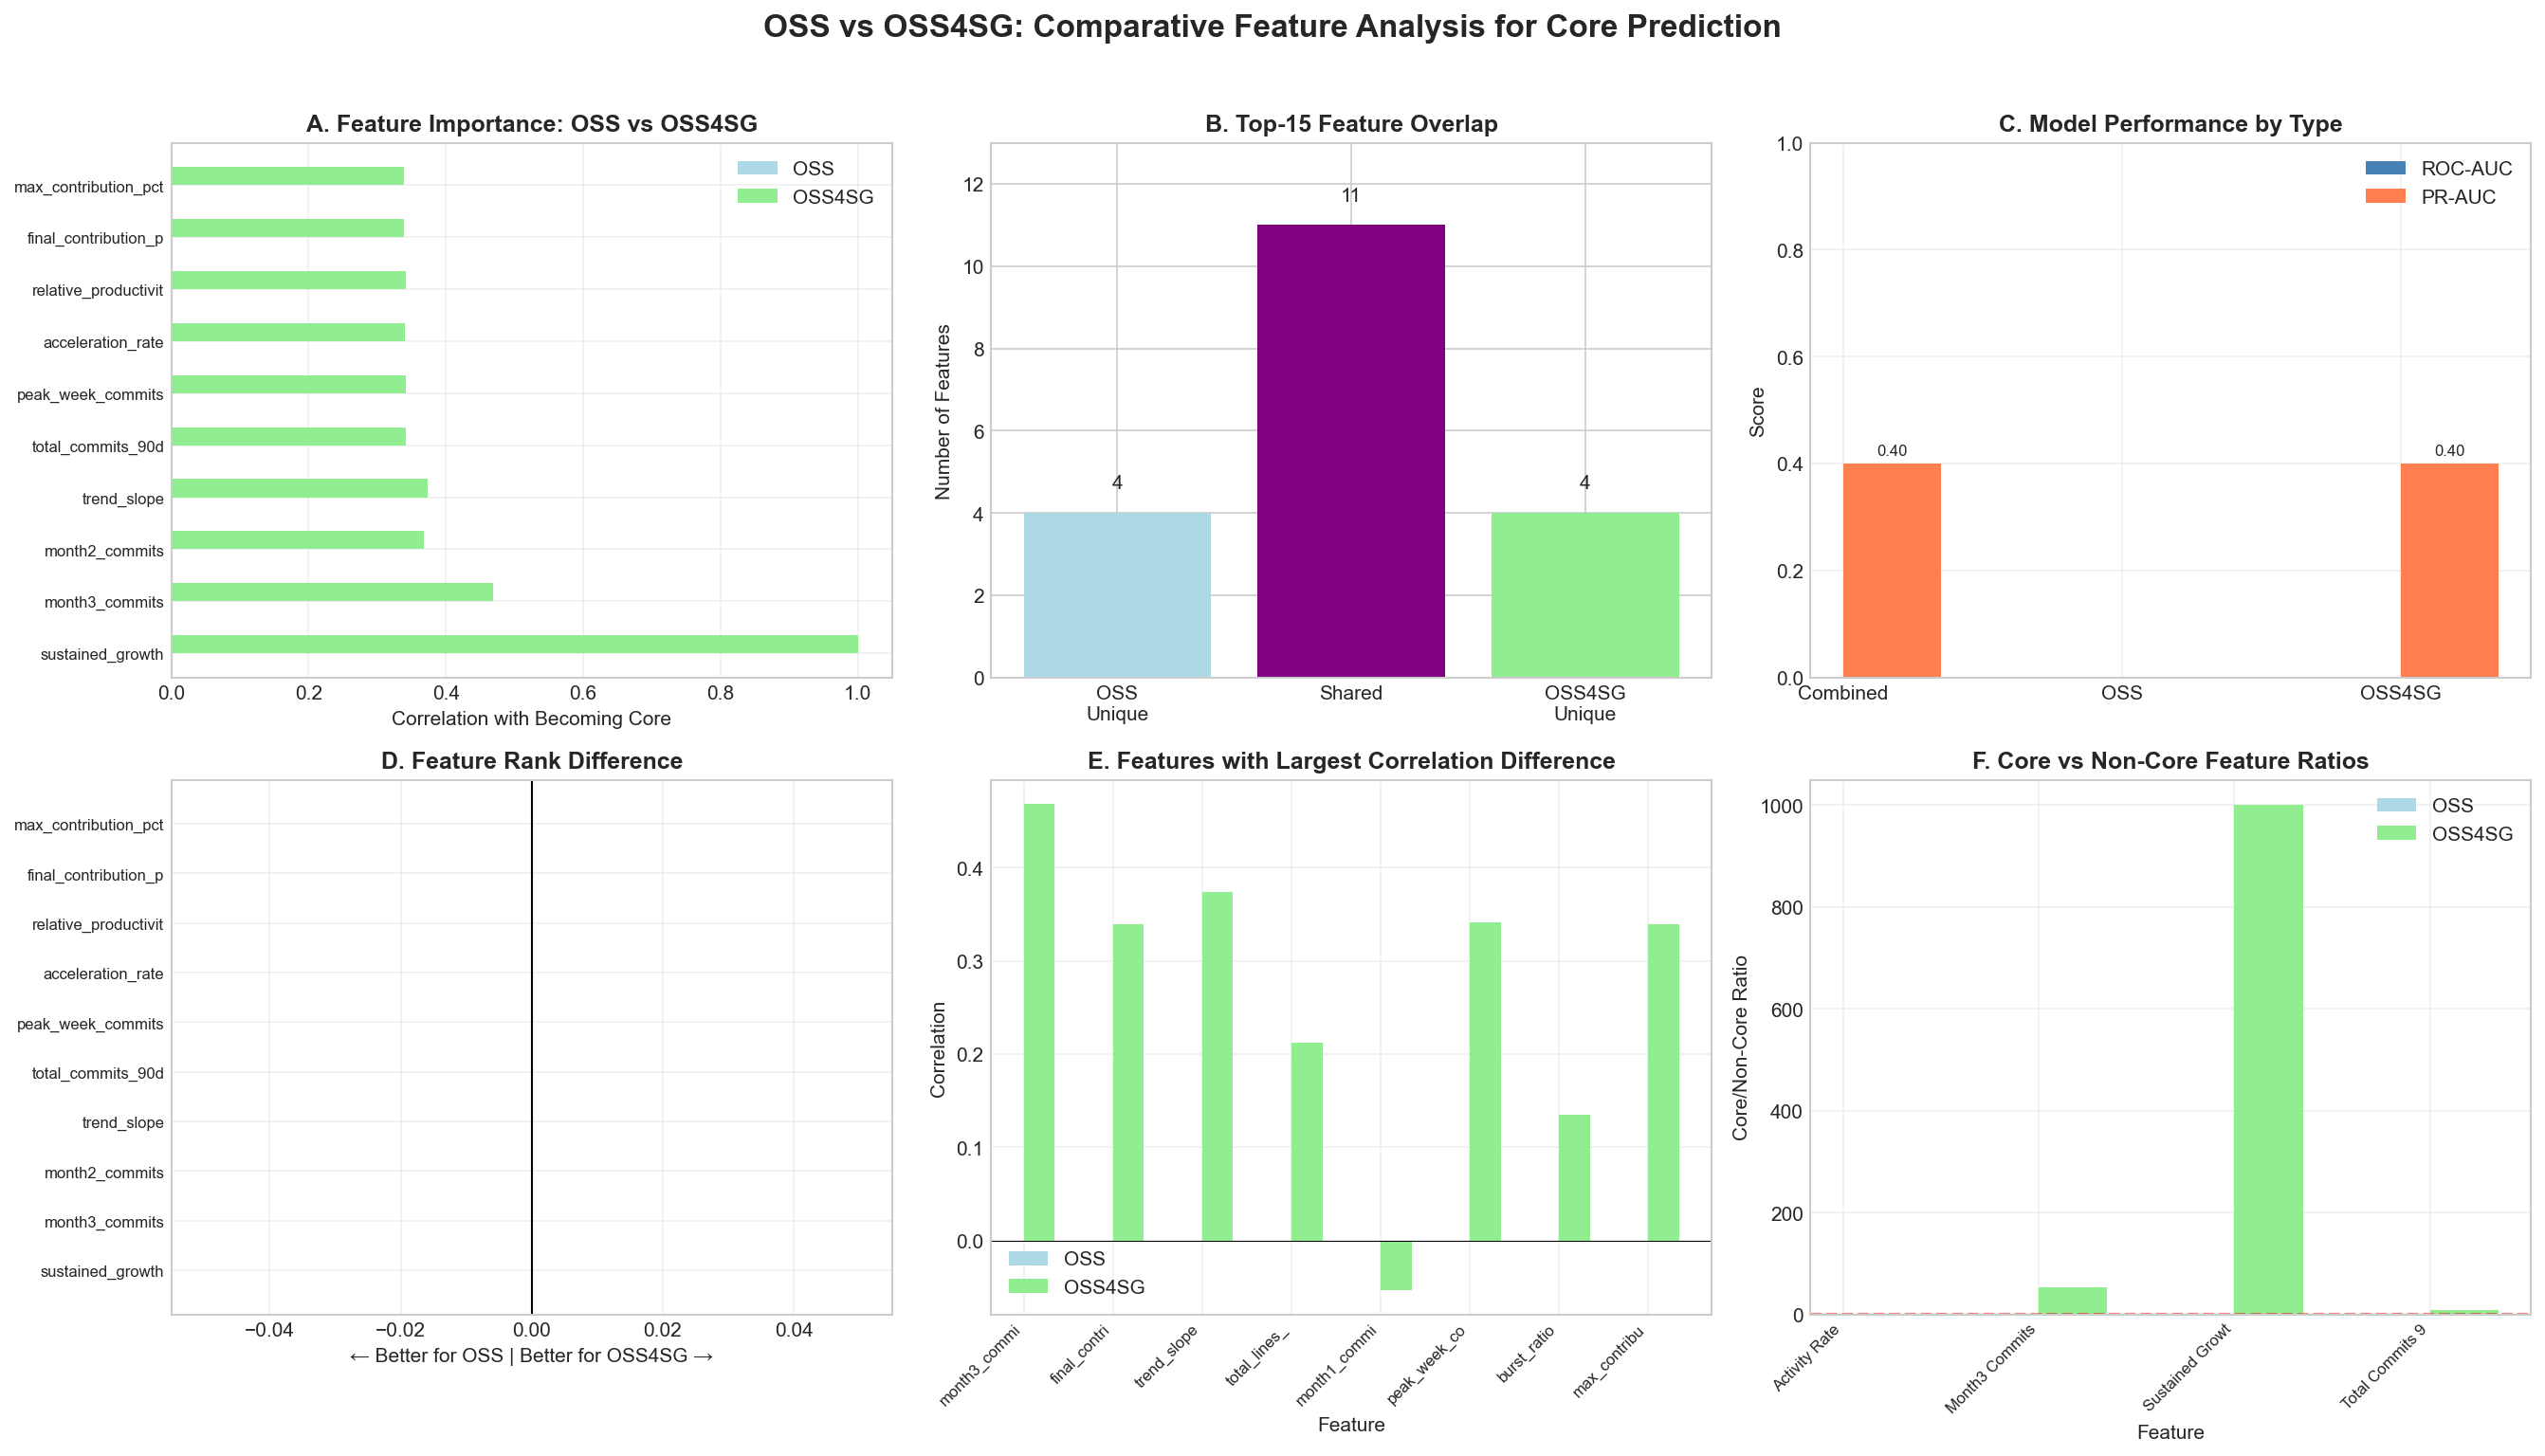 OSS vs OSS4SG: Comparative Feature Analysis for Core Prediction
A. Feature Importance: OSS vs OSS4SG
OSS
OSS4SG
max_contribution_pct
final_contribution_p
relative_productivit
acceleration_rate
peak_week_commits
total_commits_90d
trend_slope
month2_commits
month3_commits
sustained_growth
0.0 0.2 0.4 0.6 0.8 1.0
Correlation with Becoming Core
B. Top-15 Feature Overlap
Number of Features
12
10
8
6
4
2
0
4
11
4
OSS
Unique
Shared
OSS4SG
Unique
C. Model Performance by Type
ROC-AUC
PR-AUC
Score
1.0
0.8
0.6
0.4
0.2
0.0
0.40
0.40
Combined OSS OSS4SG
D. Feature Rank Difference
max_contribution_pct
final_contribution_p
relative_productivit
acceleration_rate
peak_week_commits
total_commits_90d
trend_slope
month2_commits
month3_commits
sustained_growth
−0.04 −0.02 0.00 0.02 0.04
← Better for OSS | Better for OSS4SG →
E. Features with Largest Correlation Difference
Correlation
0.4
0.3
0.2
0.1
0.0
OSS
OSS4SG
month3_commi
final_contri
trend_slope
total_lines_
month1_commi
peak_week_co
burst_ratio
max_contribu
Feature
F. Core vs Non-Core Feature Ratios
OSS
OSS4SG
Core/Non-Core Ratio
1000
800
600
400
200
0
Activity Rate
Month3 Commits
Sustained Growt
Total Commits 9
Feature